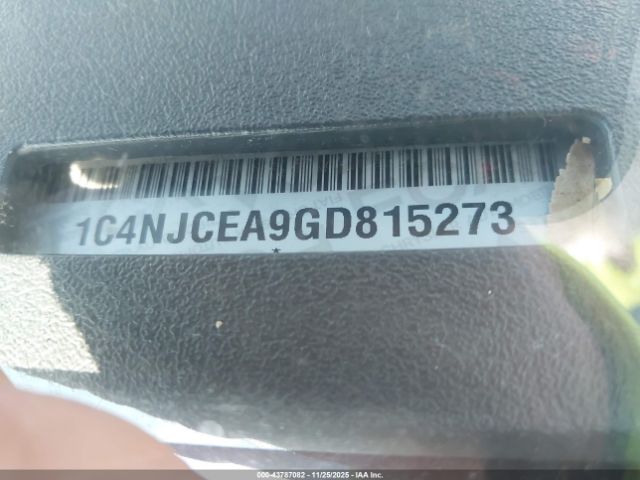 1C4NJCEA9GD815273
000-43787082 - 11/25/2025 - IAA Inc.